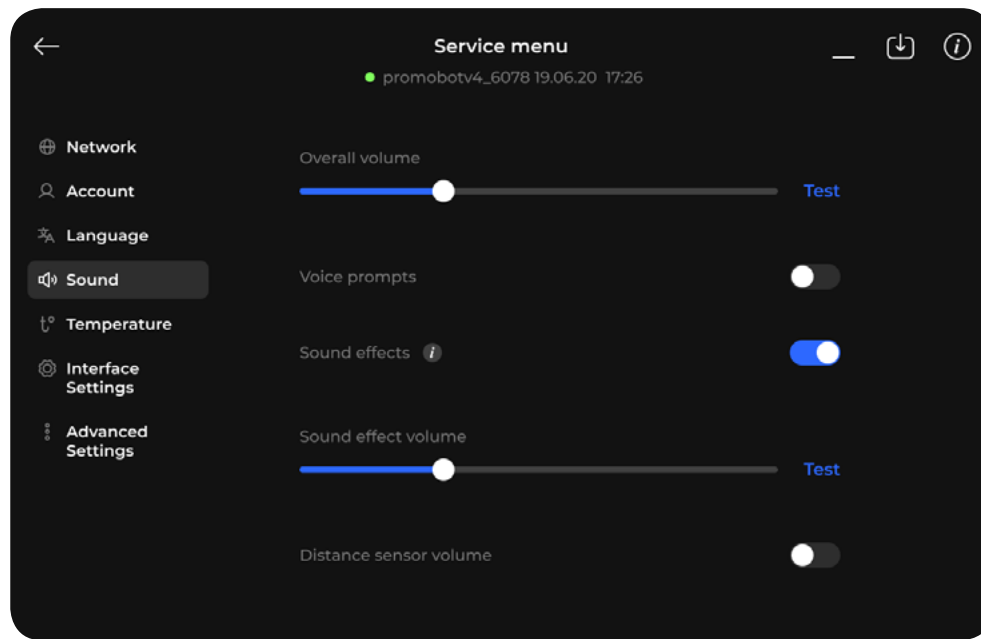 Service menu
promobotv4_6078 19.06.20 17:26
Network
Account
Language
Sound
Temperature
Interface
Settings
Advanced
Settings
Overall volume
Test
Voice prompts
Sound effects
Sound effect volume
Test
Distance sensor volume